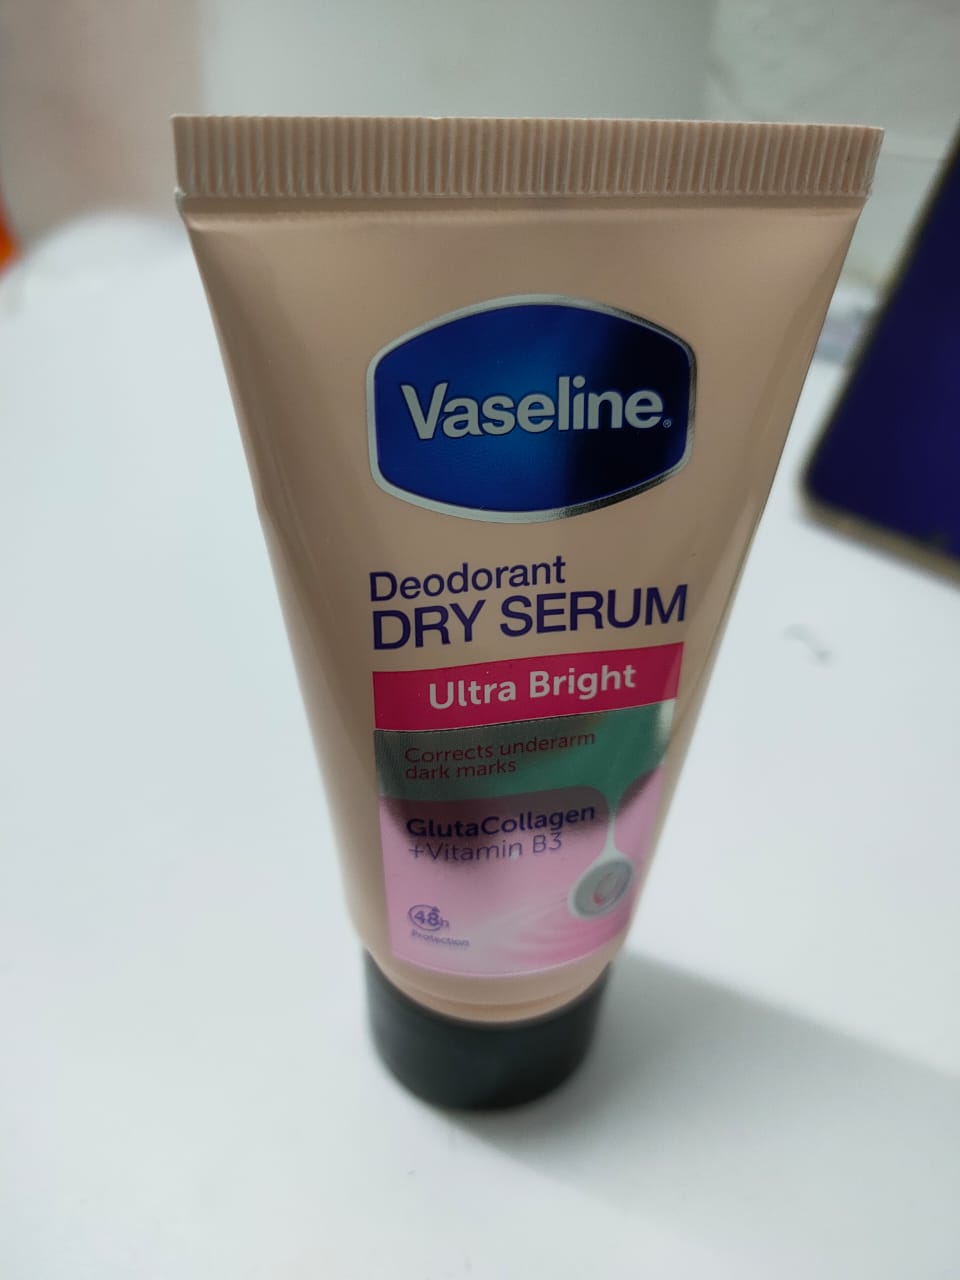 Vaseline®
Deodorant
DRY SERUM
Ultra Bright
Corrects underarm
dark marks
GlutaCollagen
+Vitamin B3
48h
Protection